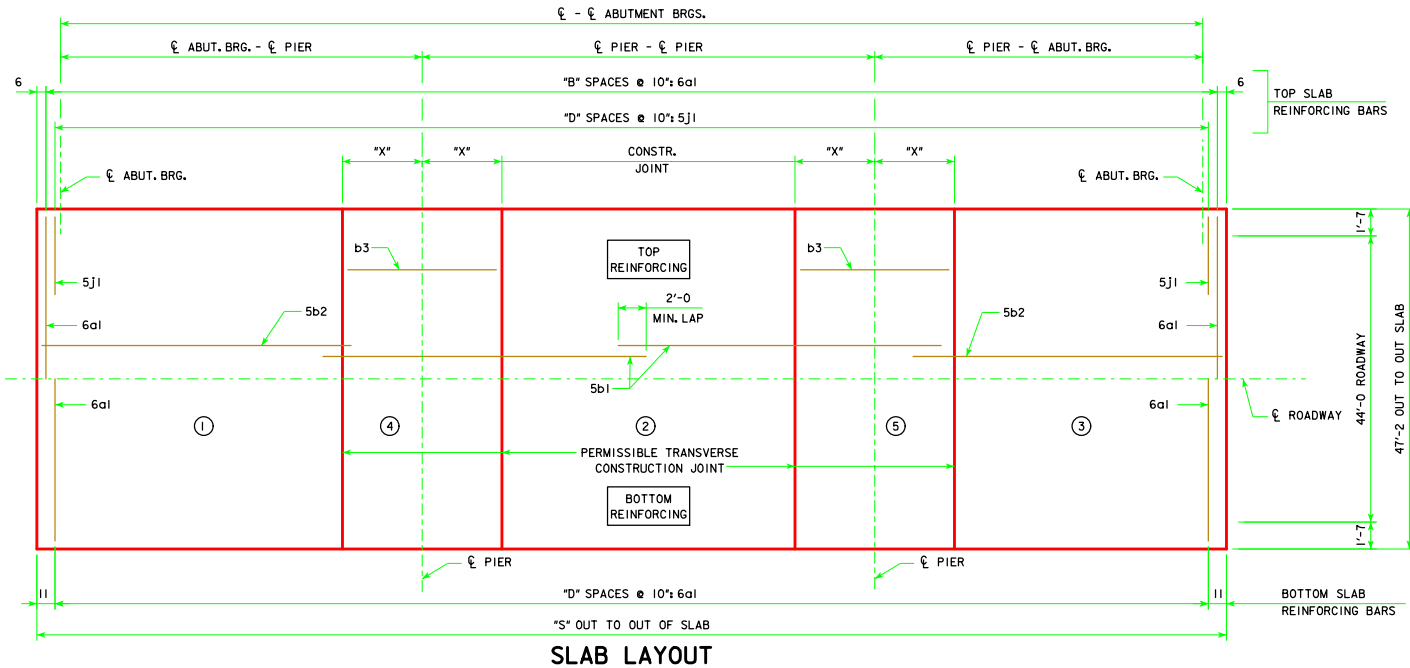 ℄ - ℄ ABUTMENT BRGS.
℄ ABUT. BRG. - ℄ PIER
℄ PIER - ℄ PIER
℄ PIER - ℄ ABUT. BRG.
6
"B" SPACES @ 10": 6a1
6
TOP SLAB
REINFORCING BARS
"D" SPACES @ 10": 5j1
"X"
"X"
CONSTR.
JOINT
"X"
"X"
℄ ABUT. BRG.
℄ ABUT. BRG.
1'-7
b3
TOP
REINFORCING
b3
5j1
5j1
2'-0
MIN. LAP
5b2
5b2
6a1
6a1
5b1
6a1
6a1
℄ ROADWAY
44'-0 ROADWAY
47'-2 OUT TO OUT SLAB
1
4
2
5
3
PERMISSIBLE TRANSVERSE
CONSTRUCTION JOINT
BOTTOM
REINFORCING
1'-7
℄ PIER
℄ PIER
11
"D" SPACES @ 10": 6a1
11
BOTTOM SLAB
REINFORCING BARS
"S" OUT TO OUT OF SLAB
SLAB LAYOUT